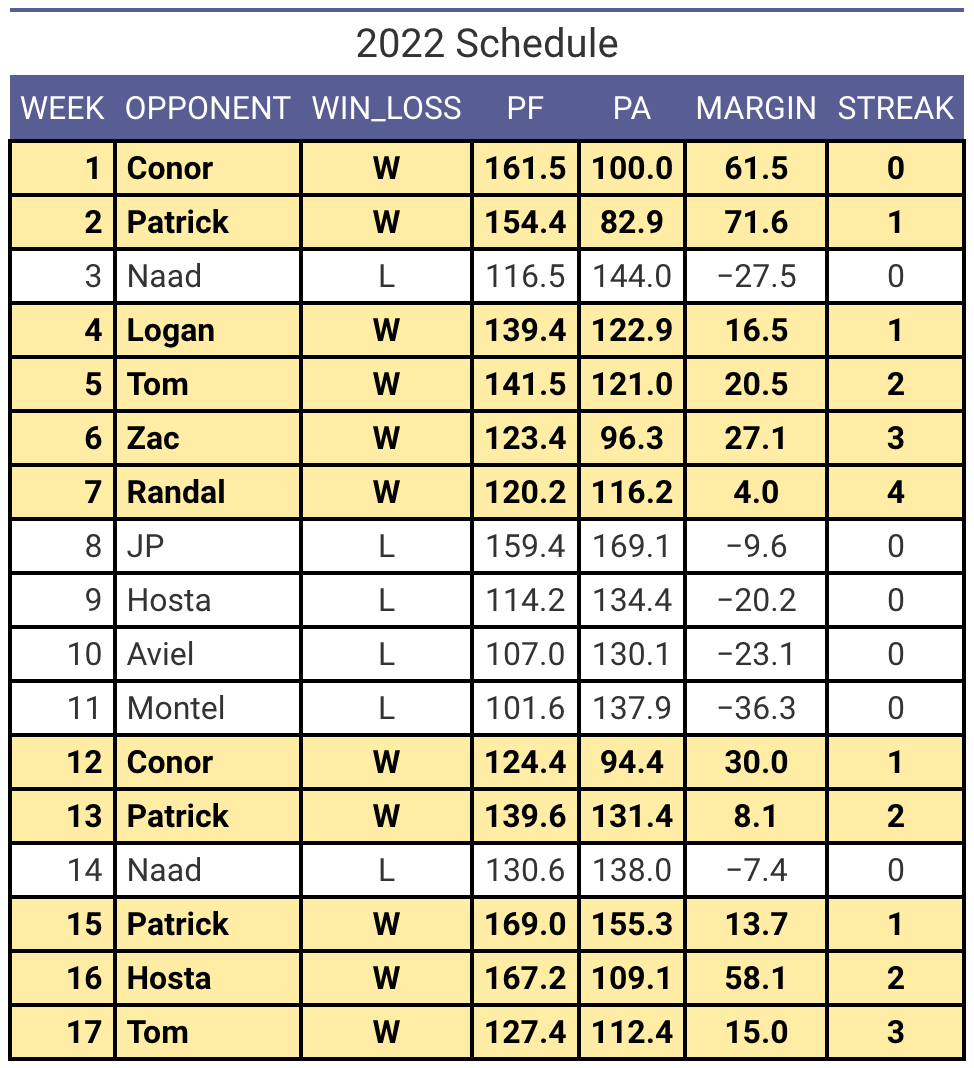 2022 Schedule
WEEK OPPONENT WIN_LOSS PF PA MARGIN STREAK
1 Conor W 161.5 100.0 61.5 0
2 Patrick W 154.4 82.9 71.6 1
3 Naad L 116.5 144.0 −27.5 0
4 Logan W 139.4 122.9 16.5 1
5 Tom W 141.5 121.0 20.5 2
6 Zac W 123.4 96.3 27.1 3
7 Randal W 120.2 116.2 4.0 4
8 JP L 159.4 169.1 −9.6 0
9 Hosta L 114.2 134.4 −20.2 0
10 Aviel L 107.0 130.1 −23.1 0
11 Montel L 101.6 137.9 −36.3 0
12 Conor W 124.4 94.4 30.0 1
13 Patrick W 139.6 131.4 8.1 2
14 Naad L 130.6 138.0 −7.4 0
15 Patrick W 169.0 155.3 13.7 1
16 Hosta W 167.2 109.1 58.1 2
17 Tom W 127.4 112.4 15.0 3